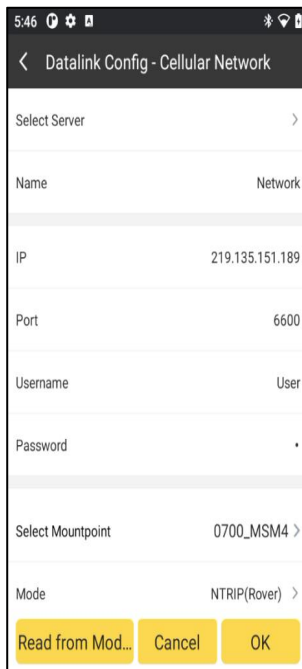 5:46
Datalink Config - Cellular Network
Select Server >
Name Network
IP 219.135.151.189
Port 6600
Username User
Password •
Select Mountpoint 0700_MSM4 >
Mode NTRIP(Rover) >
Read from Mod... Cancel OK